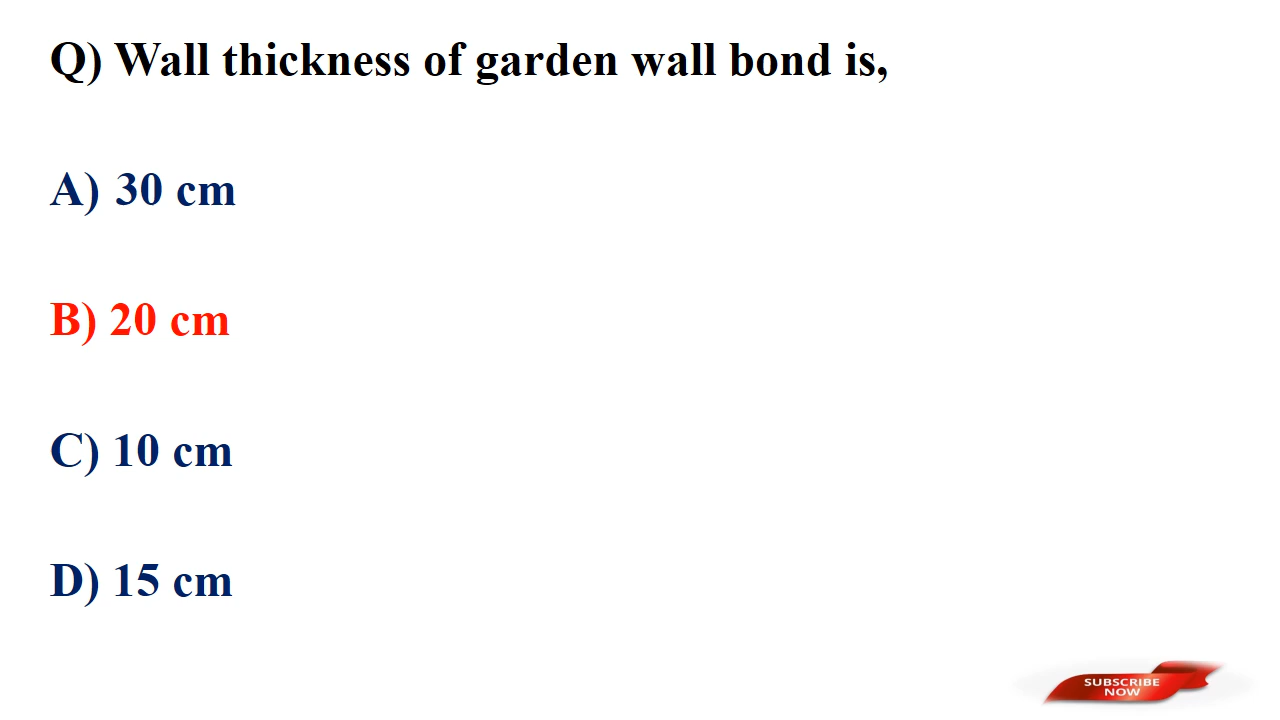 Q) Wall thickness of garden wall bond is,
A) 30 cm
B) 20 cm
C) 10 cm
D) 15 cm
SUBSCRIBE
NOW